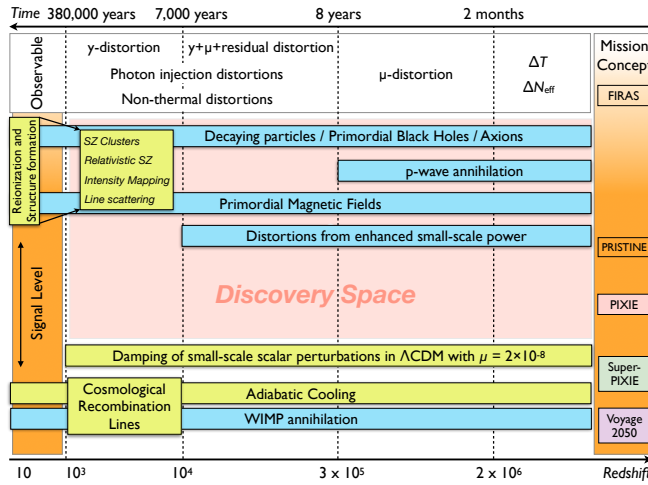 Time 380,000 years 7,000 years 8 years 2 months
Observable
y-distortion y+μ+residual distortion
Photon injection distortions
Non-thermal distortions
μ-distortion
ΔT
ΔN_eff
Mission
Concept
FIRAS
Reionization and
Structure formation
SZ Clusters
Relativistic SZ
Intensity Mapping
Line scattering
Decaying particles / Primordial Black Holes / Axions
p-wave annihilation
Primordial Magnetic Fields
Distortions from enhanced small-scale power
PRISTINE
Signal Level
Discovery Space
PIXIE
Damping of small-scale scalar perturbations in ΛCDM with μ = 2×10⁻⁸
Super-
PIXIE
Cosmological
Recombination
Lines
Adiabatic Cooling
WIMP annihilation
Voyage
2050
10 10³ 10⁴ 3 x 10⁵ 2 x 10⁶ Redshift